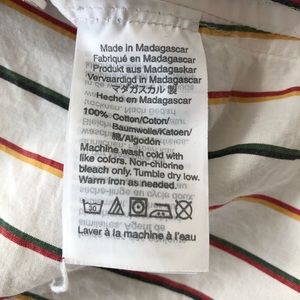 Made in Madagascar
Fabriqué en Madagascar
Produkt aus Madagaskar
Vervaardigd in Madagascar
マダガスカル 製
Hecho en Madagascar
100% Cotton/Coton/
Baumwolle/Katoen/
綿/Algodón
Machine wash cold with
like colors. Non-chlorine
bleach only. Tumble dry low.
Warm iron as needed.
30
Laver à la machine à l'eau